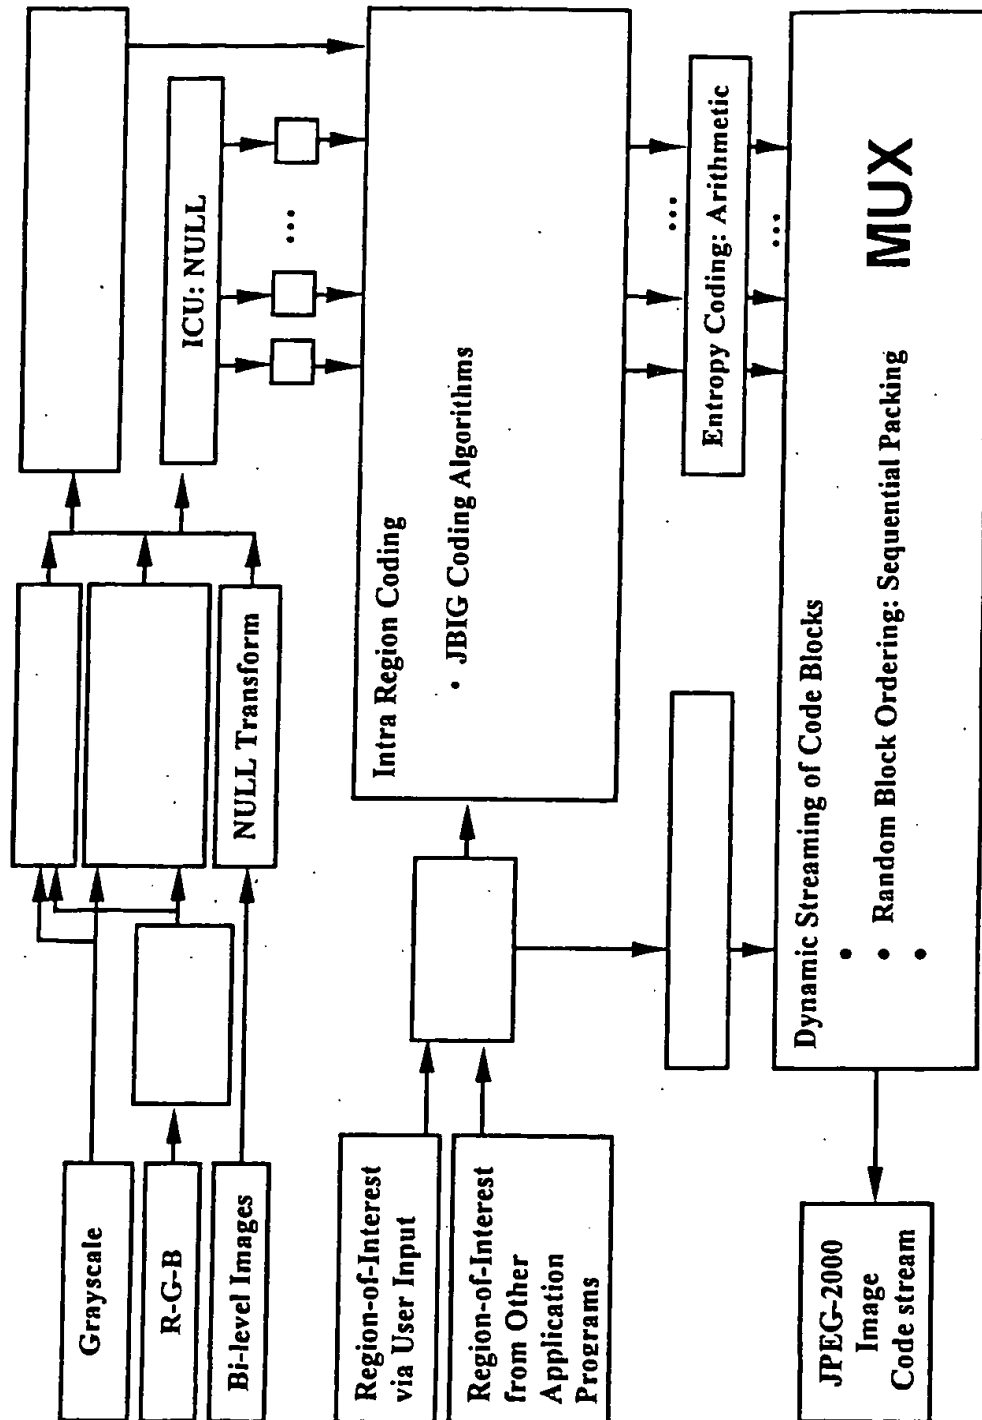 Grayscale
R-G-B
Bi-level Images
NULL Transform
ICU: NULL
...
Region-of-Interest
via User Input
Region-of-Interest
from Other
Application
Programs
Intra Region Coding
• JBIG Coding Algorithms
...
Entropy Coding: Arithmetic
...
Dynamic Streaming of Code Blocks
•
• Random Block Ordering: Sequential Packing
•
MUX
JPEG-2000
Image
Code stream